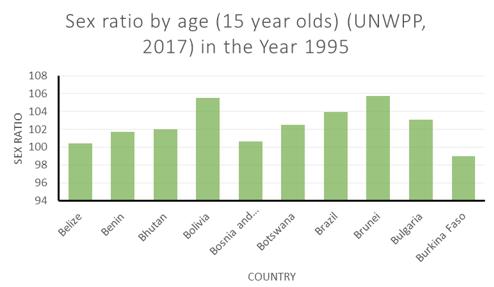 Sex ratio by age (15 year olds) (UNWPP,
2017) in the Year 1995
108
106
104
102
100
98
96
94
SEX RATIO
Belize
Benin
Bhutan
Bolivia
Bosnia and...
Botswana
Brazil
Brunei
Bulgaria
Burkina Faso
COUNTRY